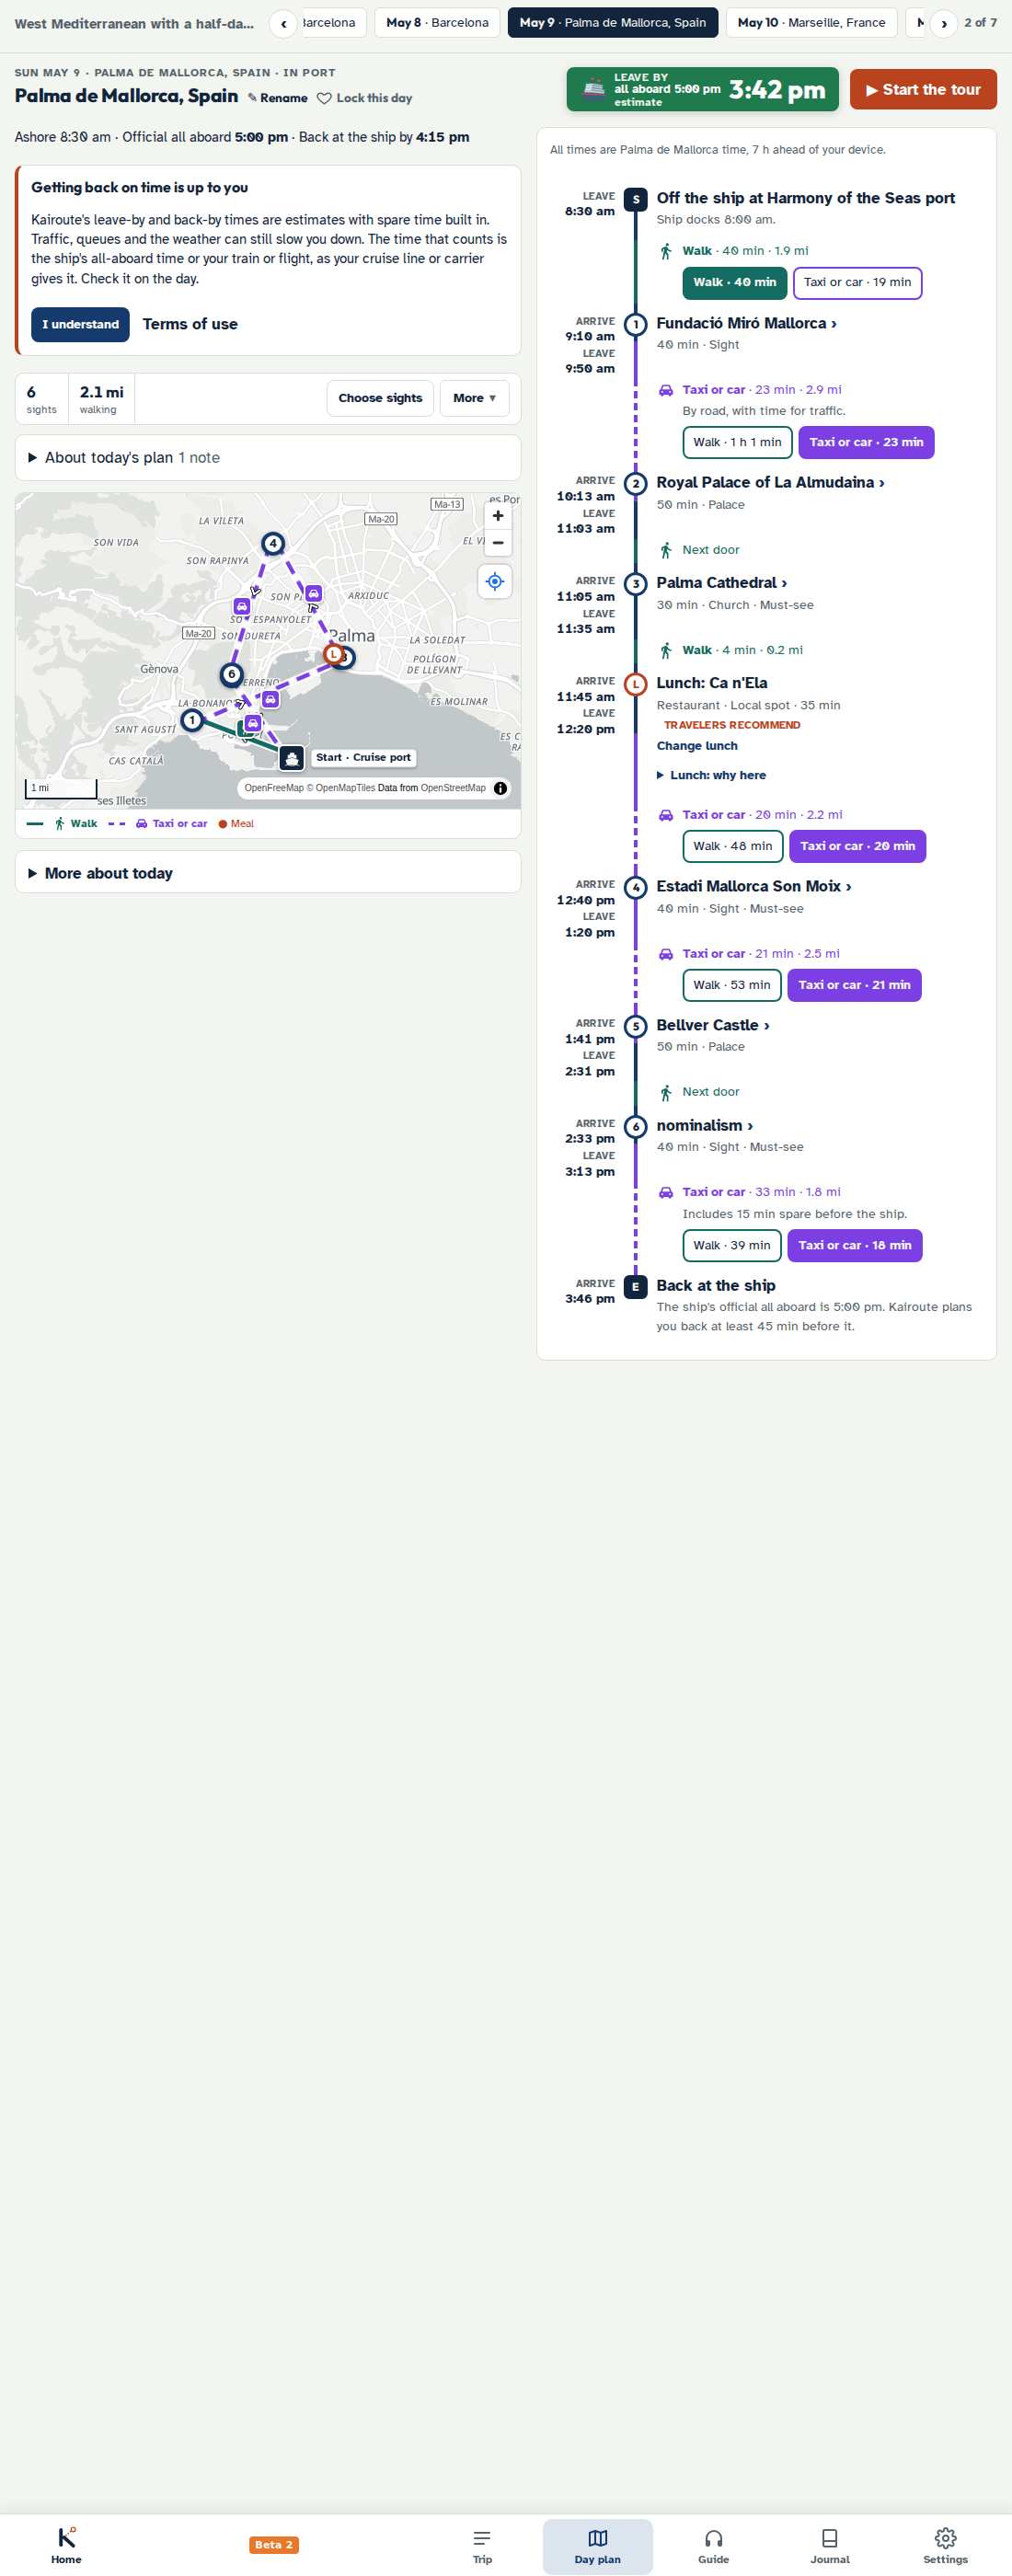 West Mediterranean with a half-da...
‹
Barcelona
May 8 · Barcelona
May 9 · Palma de Mallorca, Spain
May 10 · Marseille, France
›
2 of 7
SUN MAY 9 · PALMA DE MALLORCA, SPAIN · IN PORT
Palma de Mallorca, Spain
✎ Rename
Lock this day
LEAVE BY
all aboard 5:00 pm
estimate
3:42 pm
▶ Start the tour
Ashore 8:30 am · Official all aboard 5:00 pm · Back at the ship by 4:15 pm
Getting back on time is up to you
Kairoute's leave-by and back-by times are estimates with spare time built in.
Traffic, queues and the weather can still slow you down. The time that counts is
the ship's all-aboard time or your train or flight, as your cruise line or carrier
gives it. Check it on the day.
I understand
Terms of use
6
sights
2.1 mi
walking
Choose sights
More ▼
▶ About today's plan 1 note
Ma-13
Ma-20
LA VILETA
SON VIDA
SON RAPINYA
4
+
−
ARXIDUC
Ma-20
SON DURETA
Palma
LA SOLEDAT
POLÍGON
DE LLEVANT
Gènova
L
6
ES MOLINAR
1
SANT AGUSTÍ
CAS CATALÀ
Start · Cruise port
1 mi
ses Illetes
OpenFreeMap © OpenMapTiles Data from OpenStreetMap
Walk
Taxi or car
Meal
▶ More about today
All times are Palma de Mallorca time, 7 h ahead of your device.
LEAVE
8:30 am
S
Off the ship at Harmony of the Seas port
Ship docks 8:00 am.
Walk · 40 min · 1.9 mi
Walk · 40 min
Taxi or car · 19 min
ARRIVE
9:10 am
LEAVE
9:50 am
1
Fundació Miró Mallorca ›
40 min · Sight
Taxi or car · 23 min · 2.9 mi
By road, with time for traffic.
Walk · 1 h 1 min
Taxi or car · 23 min
ARRIVE
10:13 am
LEAVE
11:03 am
2
Royal Palace of La Almudaina ›
50 min · Palace
Next door
ARRIVE
11:05 am
LEAVE
11:35 am
3
Palma Cathedral ›
30 min · Church · Must-see
Walk · 4 min · 0.2 mi
ARRIVE
11:45 am
LEAVE
12:20 pm
L
Lunch: Ca n'Ela
Restaurant · Local spot · 35 min
TRAVELERS RECOMMEND
Change lunch
▶ Lunch: why here
Taxi or car · 20 min · 2.2 mi
Walk · 48 min
Taxi or car · 20 min
ARRIVE
12:40 pm
LEAVE
1:20 pm
4
Estadi Mallorca Son Moix ›
40 min · Sight · Must-see
Taxi or car · 21 min · 2.5 mi
Walk · 53 min
Taxi or car · 21 min
ARRIVE
1:41 pm
LEAVE
2:31 pm
5
Bellver Castle ›
50 min · Palace
Next door
ARRIVE
2:33 pm
LEAVE
3:13 pm
6
nominalism ›
40 min · Sight · Must-see
Taxi or car · 33 min · 1.8 mi
Includes 15 min spare before the ship.
Walk · 39 min
Taxi or car · 18 min
ARRIVE
3:46 pm
E
Back at the ship
The ship's official all aboard is 5:00 pm. Kairoute plans
you back at least 45 min before it.
Home
Beta 2
Trip
Day plan
Guide
Journal
Settings